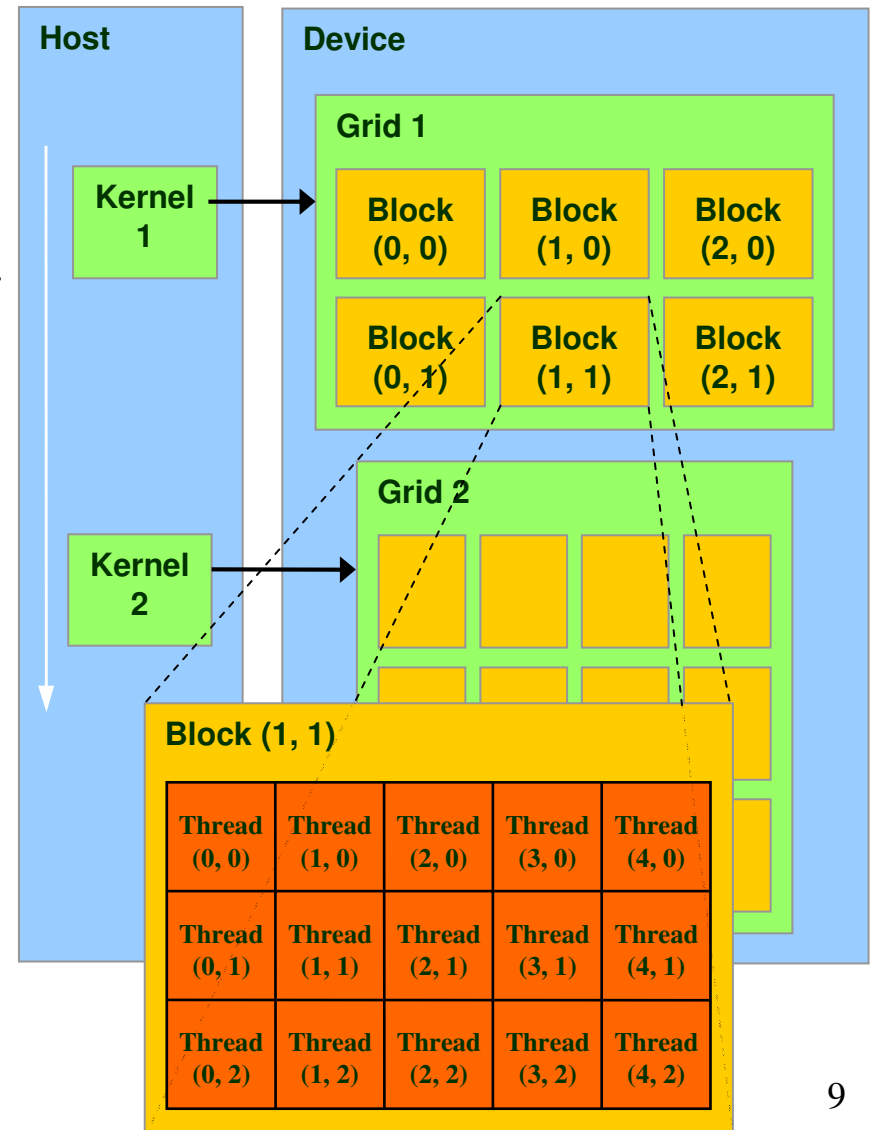 Host
Device
Grid 1
Kernel
1
Block
(0, 0)
Block
(1, 0)
Block
(2, 0)
Block
(0, 1)
Block
(1, 1)
Block
(2, 1)
Grid 2
Kernel
2
Block (1, 1)
Thread
(0, 0)
Thread
(1, 0)
Thread
(2, 0)
Thread
(3, 0)
Thread
(4, 0)
Thread
(0, 1)
Thread
(1, 1)
Thread
(2, 1)
Thread
(3, 1)
Thread
(4, 1)
Thread
(0, 2)
Thread
(1, 2)
Thread
(2, 2)
Thread
(3, 2)
Thread
(4, 2)
9